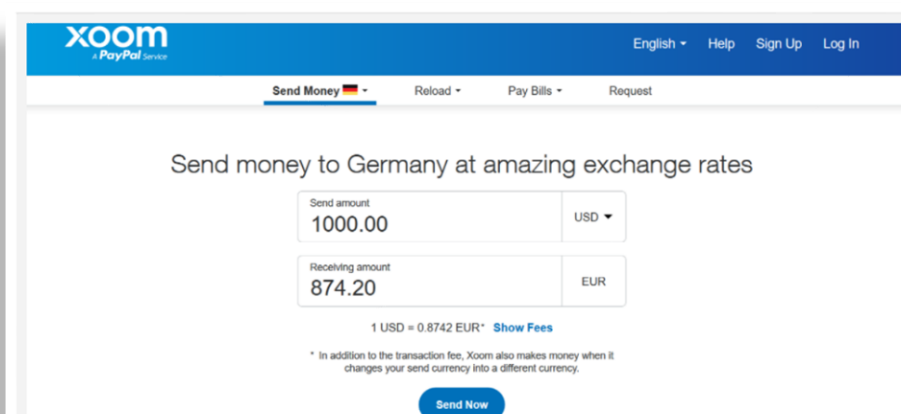 xoom
A PayPal Service
English Help Sign Up Log In
Send Money Reload Pay Bills Request
Send money to Germany at amazing exchange rates
Send amount
1000.00 USD
Receiving amount
874.20 EUR
1 USD = 0.8742 EUR* Show Fees
* In addition to the transaction fee, Xoom also makes money when it
changes your send currency into a different currency.
Send Now